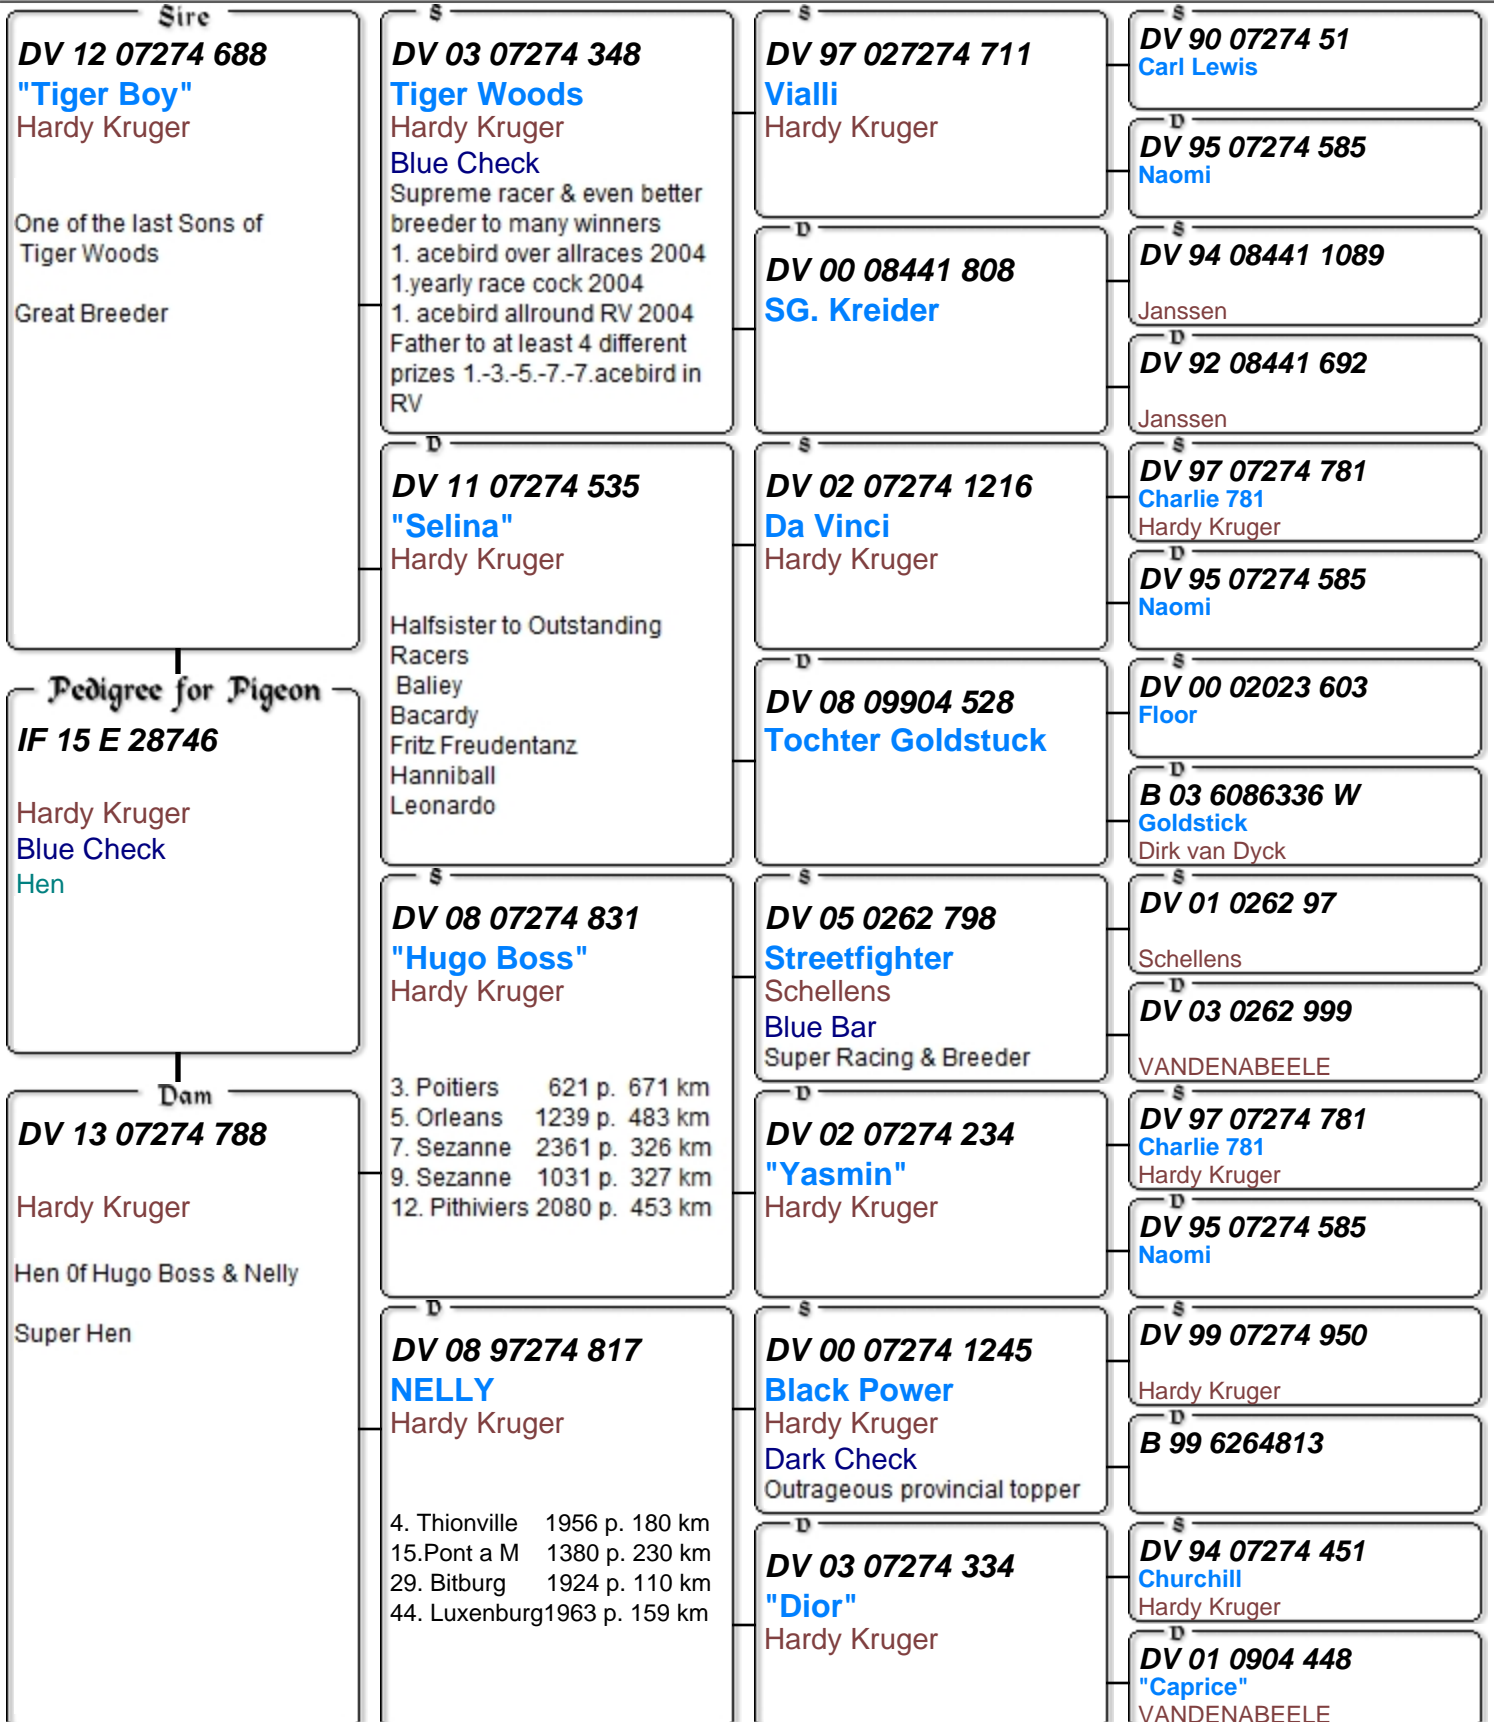 Sire
DV 12 07274 688
"Tiger Boy"
Hardy Kruger
One of the last Sons of
Tiger Woods
Great Breeder
Pedigree for Pigeon
IF 15 E 28746
Hardy Kruger
Blue Check
Hen
Dam
DV 13 07274 788
Hardy Kruger
Hen 0f Hugo Boss & Nelly
Super Hen
S
DV 03 07274 348
Tiger Woods
Hardy Kruger
Blue Check
Supreme racer & even better
breeder to many winners
1. acebird over allraces 2004
1.yearly race cock 2004
1. acebird allround RV 2004
Father to at least 4 different
prizes 1.-3.-5.-7.-7.acebird in
RV
D
DV 11 07274 535
"Selina"
Hardy Kruger
Halfsister to Outstanding
Racers
Baliey
Bacardy
Fritz Freudentanz
Hanniball
Leonardo
S
DV 08 07274 831
"Hugo Boss"
Hardy Kruger
3. Poitiers 621 p. 671 km
5. Orleans 1239 p. 483 km
7. Sezanne 2361 p. 326 km
9. Sezanne 1031 p. 327 km
12. Pithiviers 2080 p. 453 km
D
DV 08 97274 817
NELLY
Hardy Kruger
4. Thionville 1956 p. 180 km
15.Pont a M 1380 p. 230 km
29. Bitburg 1924 p. 110 km
44. Luxenburg1963 p. 159 km
S
DV 97 027274 711
Vialli
Hardy Kruger
D
DV 00 08441 808
SG. Kreider
S
DV 02 07274 1216
Da Vinci
Hardy Kruger
D
DV 08 09904 528
Tochter Goldstuck
S
DV 05 0262 798
Streetfighter
Schellens
Blue Bar
Super Racing & Breeder
D
DV 02 07274 234
"Yasmin"
Hardy Kruger
S
DV 00 07274 1245
Black Power
Hardy Kruger
Dark Check
Outrageous provincial topper
D
DV 03 07274 334
"Dior"
Hardy Kruger
S
DV 90 07274 51
Carl Lewis
D
DV 95 07274 585
Naomi
S
DV 94 08441 1089
Janssen
D
DV 92 08441 692
Janssen
S
DV 97 07274 781
Charlie 781
Hardy Kruger
D
DV 95 07274 585
Naomi
S
DV 00 02023 603
Floor
D
B 03 6086336 W
Goldstick
Dirk van Dyck
S
DV 01 0262 97
Schellens
D
DV 03 0262 999
VANDENABEELE
S
DV 97 07274 781
Charlie 781
Hardy Kruger
D
DV 95 07274 585
Naomi
S
DV 99 07274 950
Hardy Kruger
D
B 99 6264813
S
DV 94 07274 451
Churchill
Hardy Kruger
D
DV 01 0904 448
"Caprice"
VANDENABEELE